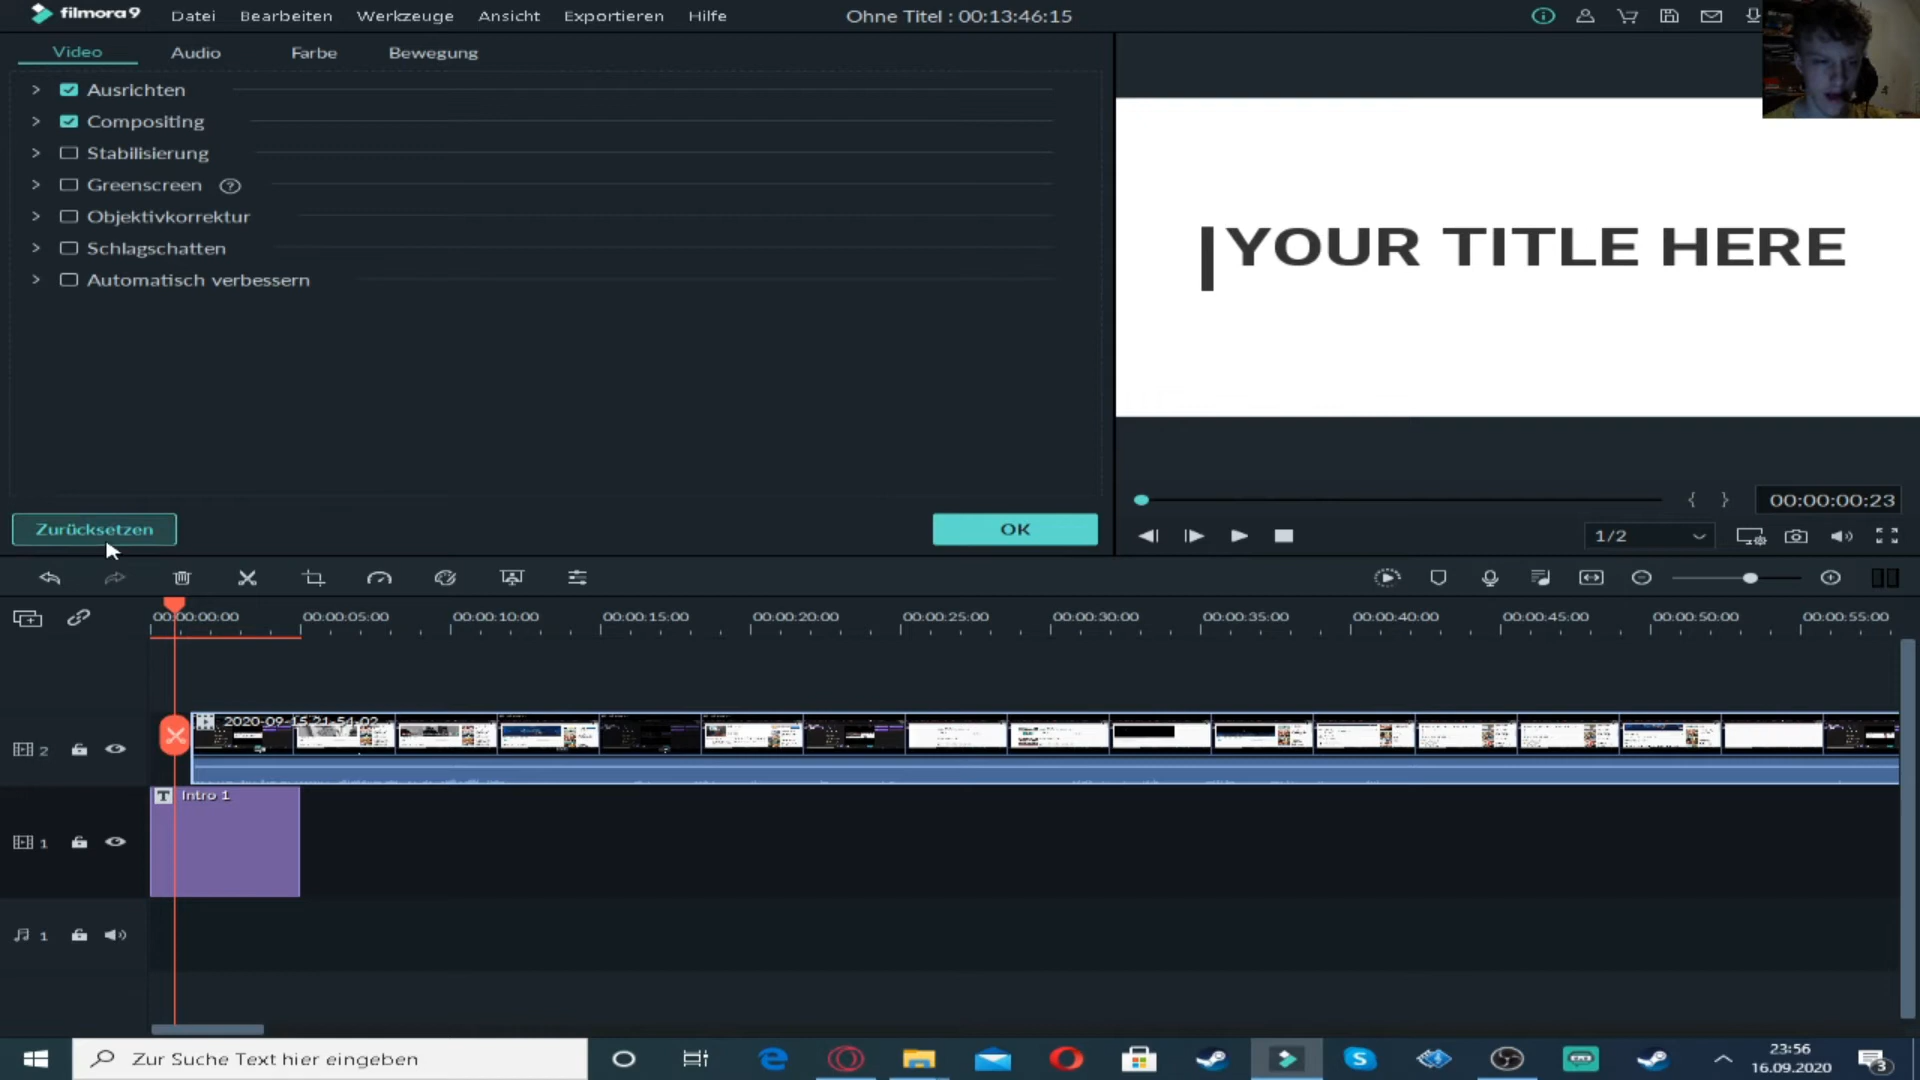 filmora9 Datei Bearbeiten Werkzeuge Ansicht Exportieren Hilfe Ohne Titel : 00:13:46:15
Video Audio Farbe Bewegung
Ausrichten
Compositing
Stabilisierung
Greenscreen ?
Objektivkorrektur
Schlagschatten
Automatisch verbessern
YOUR TITLE HERE
{ } 00:00:00:23
Zurücksetzen OK
1/2
00:00:00:00 00:00:05:00 00:00:10:00 00:00:15:00 00:00:20:00 00:00:25:00 00:00:30:00 00:00:35:00 00:00:40:00 00:00:45:00 00:00:50:00 00:00:55:00
2020-09-15 21-54-02
2
T Intro 1
1
1
Zur Suche Text hier eingeben
23:56
16.09.2020
3